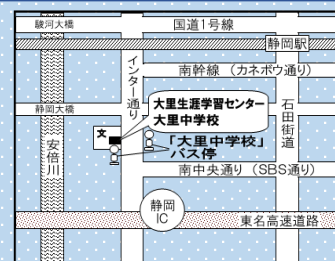 駿河大橋
国道1号線
静岡駅
インター通り
南幹線（カネボウ通り）
静岡大橋
大里生涯学習センター
大里中学校
石田街道
文
「大里中学校」
バス停
安倍川
南中央通り（SBS通り）
静岡
IC
東名高速道路